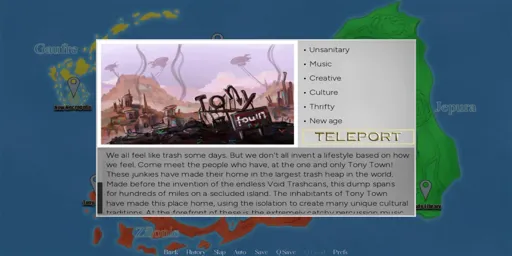 Gaufra
• Unsanitary
• Music
• Creative
• Culture
• Thrifty
• New age
Tony Town
Jepura
TELEPORT
We all feel like trash some days. But we don't all invent a lifestyle based on how
we feel. Come meet the people who have, at the one and only Tony Town!
These junkies have made their home in the largest trash heap in the world.
Made before the invention of the endless Void Trashcans, this dump spans
for hundreds of miles on a secluded island. The inhabitants of Tony Town
have made this place home, using the isolation to create many unique cultural
traditions. At the forefront of these is the extremely catchy percussion music
Back History Skip Auto Save Q.Save Prefs